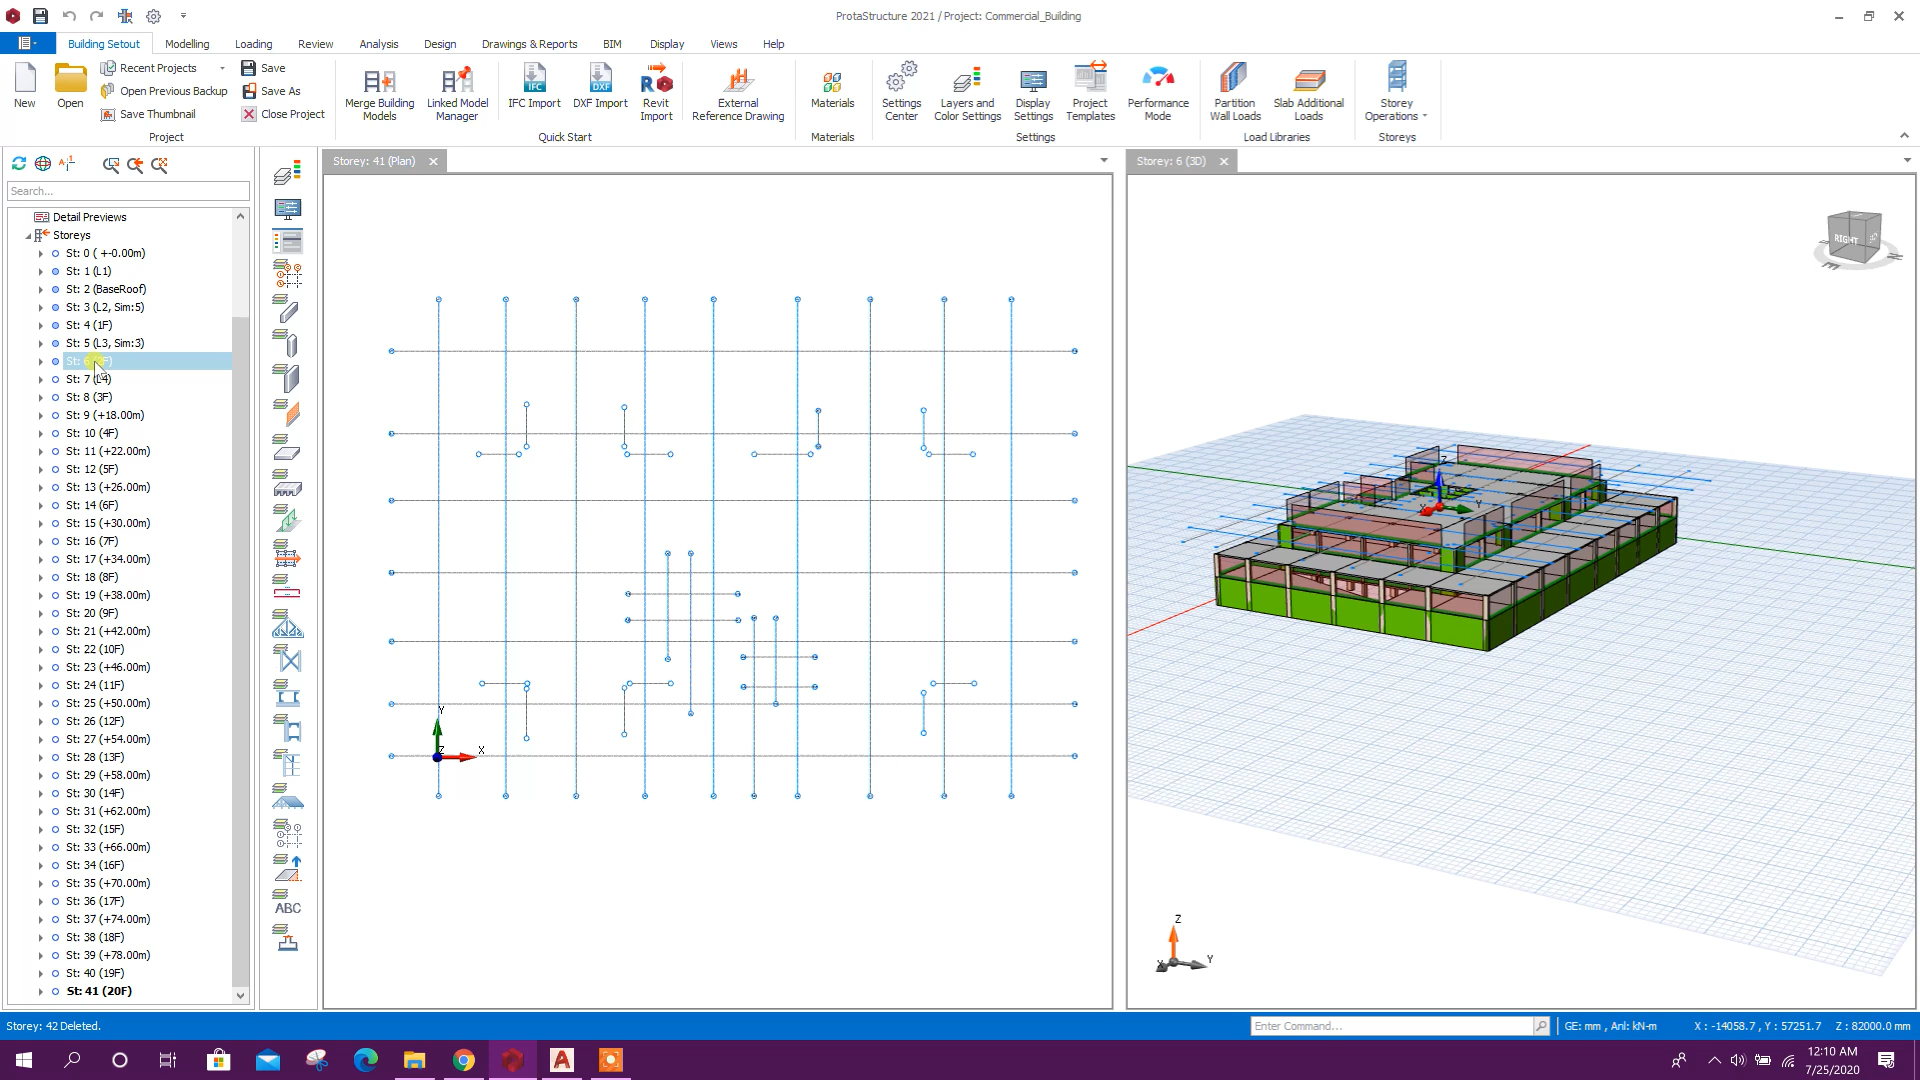 ProtaStructure 2021 / Project: Commercial_Building
Building Setout
Modelling
Loading
Review
Analysis
Design
Drawings & Reports
BIM
Display
Views
Help
New
Open
Recent Projects
Open Previous Backup
Save Thumbnail
Save
Save As
Close Project
Project
Merge Building Models
Linked Model Manager
IFC Import
DXF Import
Revit Import
External Reference Drawing
Quick Start
Materials
Materials
Settings Center
Layers and Color Settings
Display Settings
Project Templates
Performance Mode
Settings
Partition Wall Loads
Slab Additional Loads
Load Libraries
Storey Operations
Storeys
Search...
Detail Previews
Storeys
St: 0 ( +-0.00m)
St: 1 (L1)
St: 2 (BaseRoof)
St: 3 (L2, Sim:5)
St: 4 (1F)
St: 5 (L3, Sim:3)
St: 7 (L4)
St: 8 (3F)
St: 9 (+18.00m)
St: 10 (4F)
St: 11 (+22.00m)
St: 12 (5F)
St: 13 (+26.00m)
St: 14 (6F)
St: 15 (+30.00m)
St: 16 (7F)
St: 17 (+34.00m)
St: 18 (8F)
St: 19 (+38.00m)
St: 20 (9F)
St: 21 (+42.00m)
St: 22 (10F)
St: 23 (+46.00m)
St: 24 (11F)
St: 25 (+50.00m)
St: 26 (12F)
St: 27 (+54.00m)
St: 28 (13F)
St: 29 (+58.00m)
St: 30 (14F)
St: 31 (+62.00m)
St: 32 (15F)
St: 33 (+66.00m)
St: 34 (16F)
St: 35 (+70.00m)
St: 36 (17F)
St: 37 (+74.00m)
St: 38 (18F)
St: 39 (+78.00m)
St: 40 (19F)
St: 41 (20F)
ABC
Storey: 41 (Plan)
Y
Z
X
Storey: 6 (3D)
RIGHT
Z
X
Y
Z
X
Y
Storey: 42 Deleted.
Enter Command...
GE: mm , Anl: kN-m
X : -14058.7 , Y : 57251.7
Z : 82000.0 mm
12:10 AM
7/25/2020